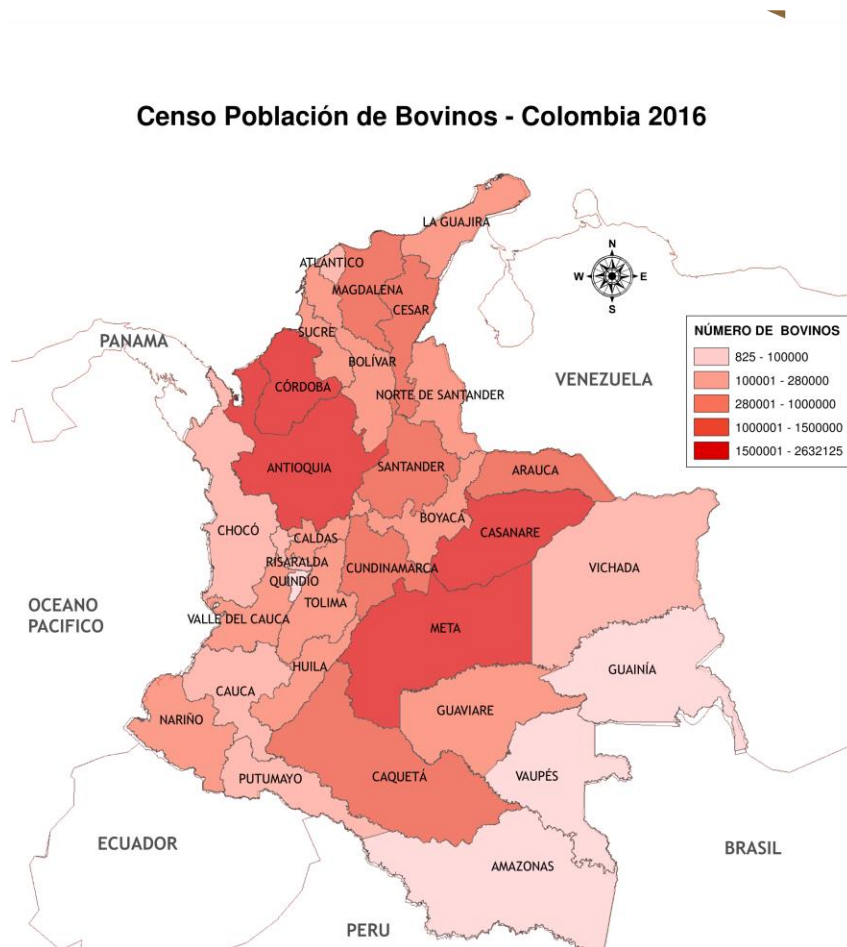 Censo Población de Bovinos - Colombia 2016
LA GUAJIRA
ATLÁNTICO
MAGDALENA
CESAR
N
W E
S
SUCRE
PANAMA
BOLÍVAR
NÚMERO DE BOVINOS
825 - 100000
100001 - 280000
280001 - 1000000
1000001 - 1500000
1500001 - 2632125
VENEZUELA
CÓRDOBA
NORTE DE SANTANDER
ANTIOQUIA
SANTANDER
ARAUCA
CHOCÓ
BOYACÁ
CASANARE
CALDAS
RISARALDA
CUNDINAMARCA
VICHADA
QUINDÍO
TOLIMA
OCEANO
PACIFICO
VALLE DEL CAUCA
META
HUILA
GUAINÍA
CAUCA
NARIÑO
GUAVIARE
PUTUMAYO
CAQUETÁ
VAUPÉS
ECUADOR
BRASIL
AMAZONAS
PERU